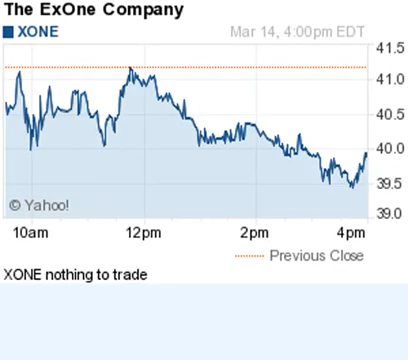 The ExOne Company
XONE Mar 14, 4:00pm EDT
41.5
41.0
40.5
40.0
39.5
39.0
© Yahoo!
10am 12pm 2pm 4pm
Previous Close
XONE nothing to trade